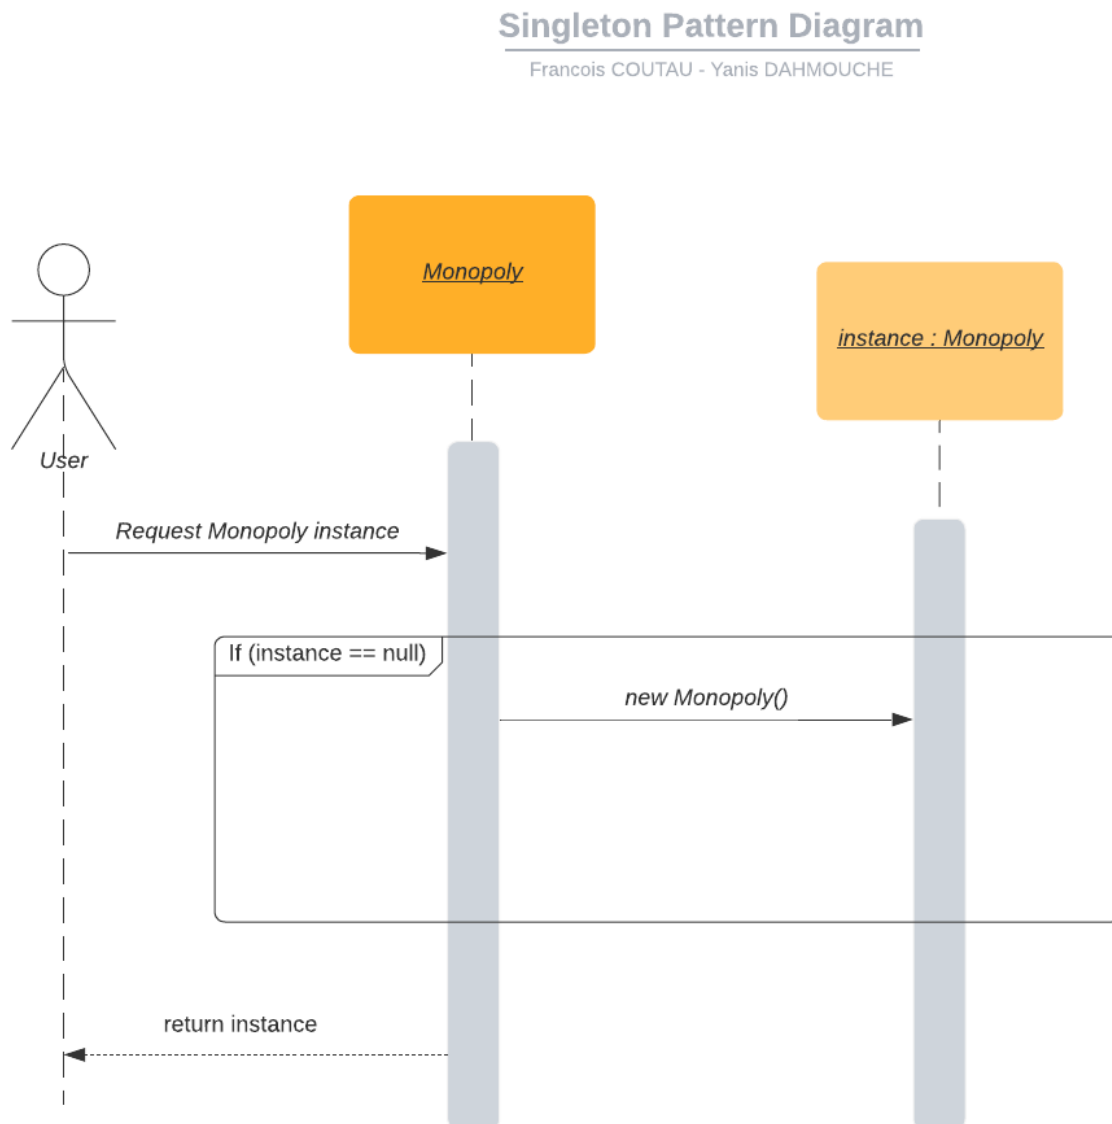 Singleton Pattern Diagram
Francois COUTAU - Yanis DAHMOUCHE
Monopoly
instance : Monopoly
User
Request Monopoly instance
If (instance == null)
new Monopoly()
return instance